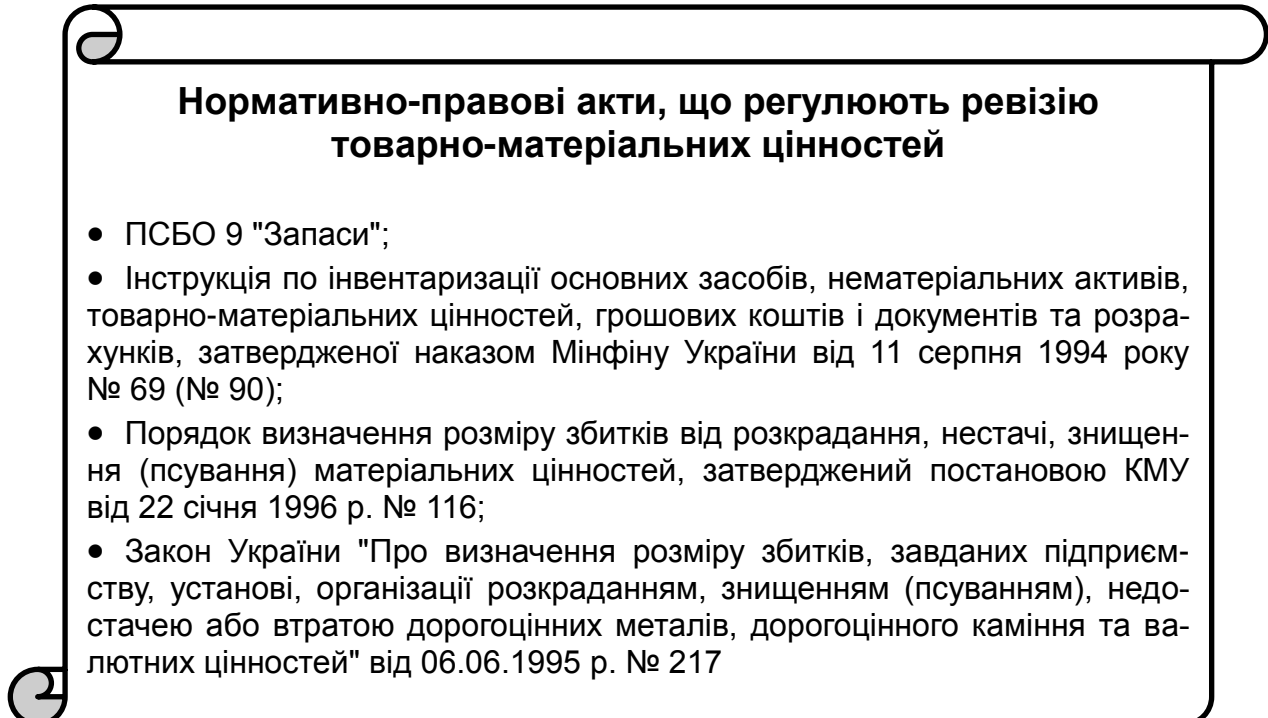 Нормативно-правові акти, що регулюють ревізію
товарно-матеріальних цінностей
● ПСБО 9 "Запаси";
● Інструкція по інвентаризації основних засобів, нематеріальних активів,
товарно-матеріальних цінностей, грошових коштів і документів та розра-
хунків, затвердженої наказом Мінфіну України від 11 серпня 1994 року
№ 69 (№ 90);
● Порядок визначення розміру збитків від розкрадання, нестачі, знищен-
ня (псування) матеріальних цінностей, затверджений постановою КМУ
від 22 січня 1996 р. № 116;
● Закон України "Про визначення розміру збитків, завданих підприєм-
ству, установі, організації розкраданням, знищенням (псуванням), недо-
стачею або втратою дорогоцінних металів, дорогоцінного каміння та ва-
лютних цінностей" від 06.06.1995 р. № 217